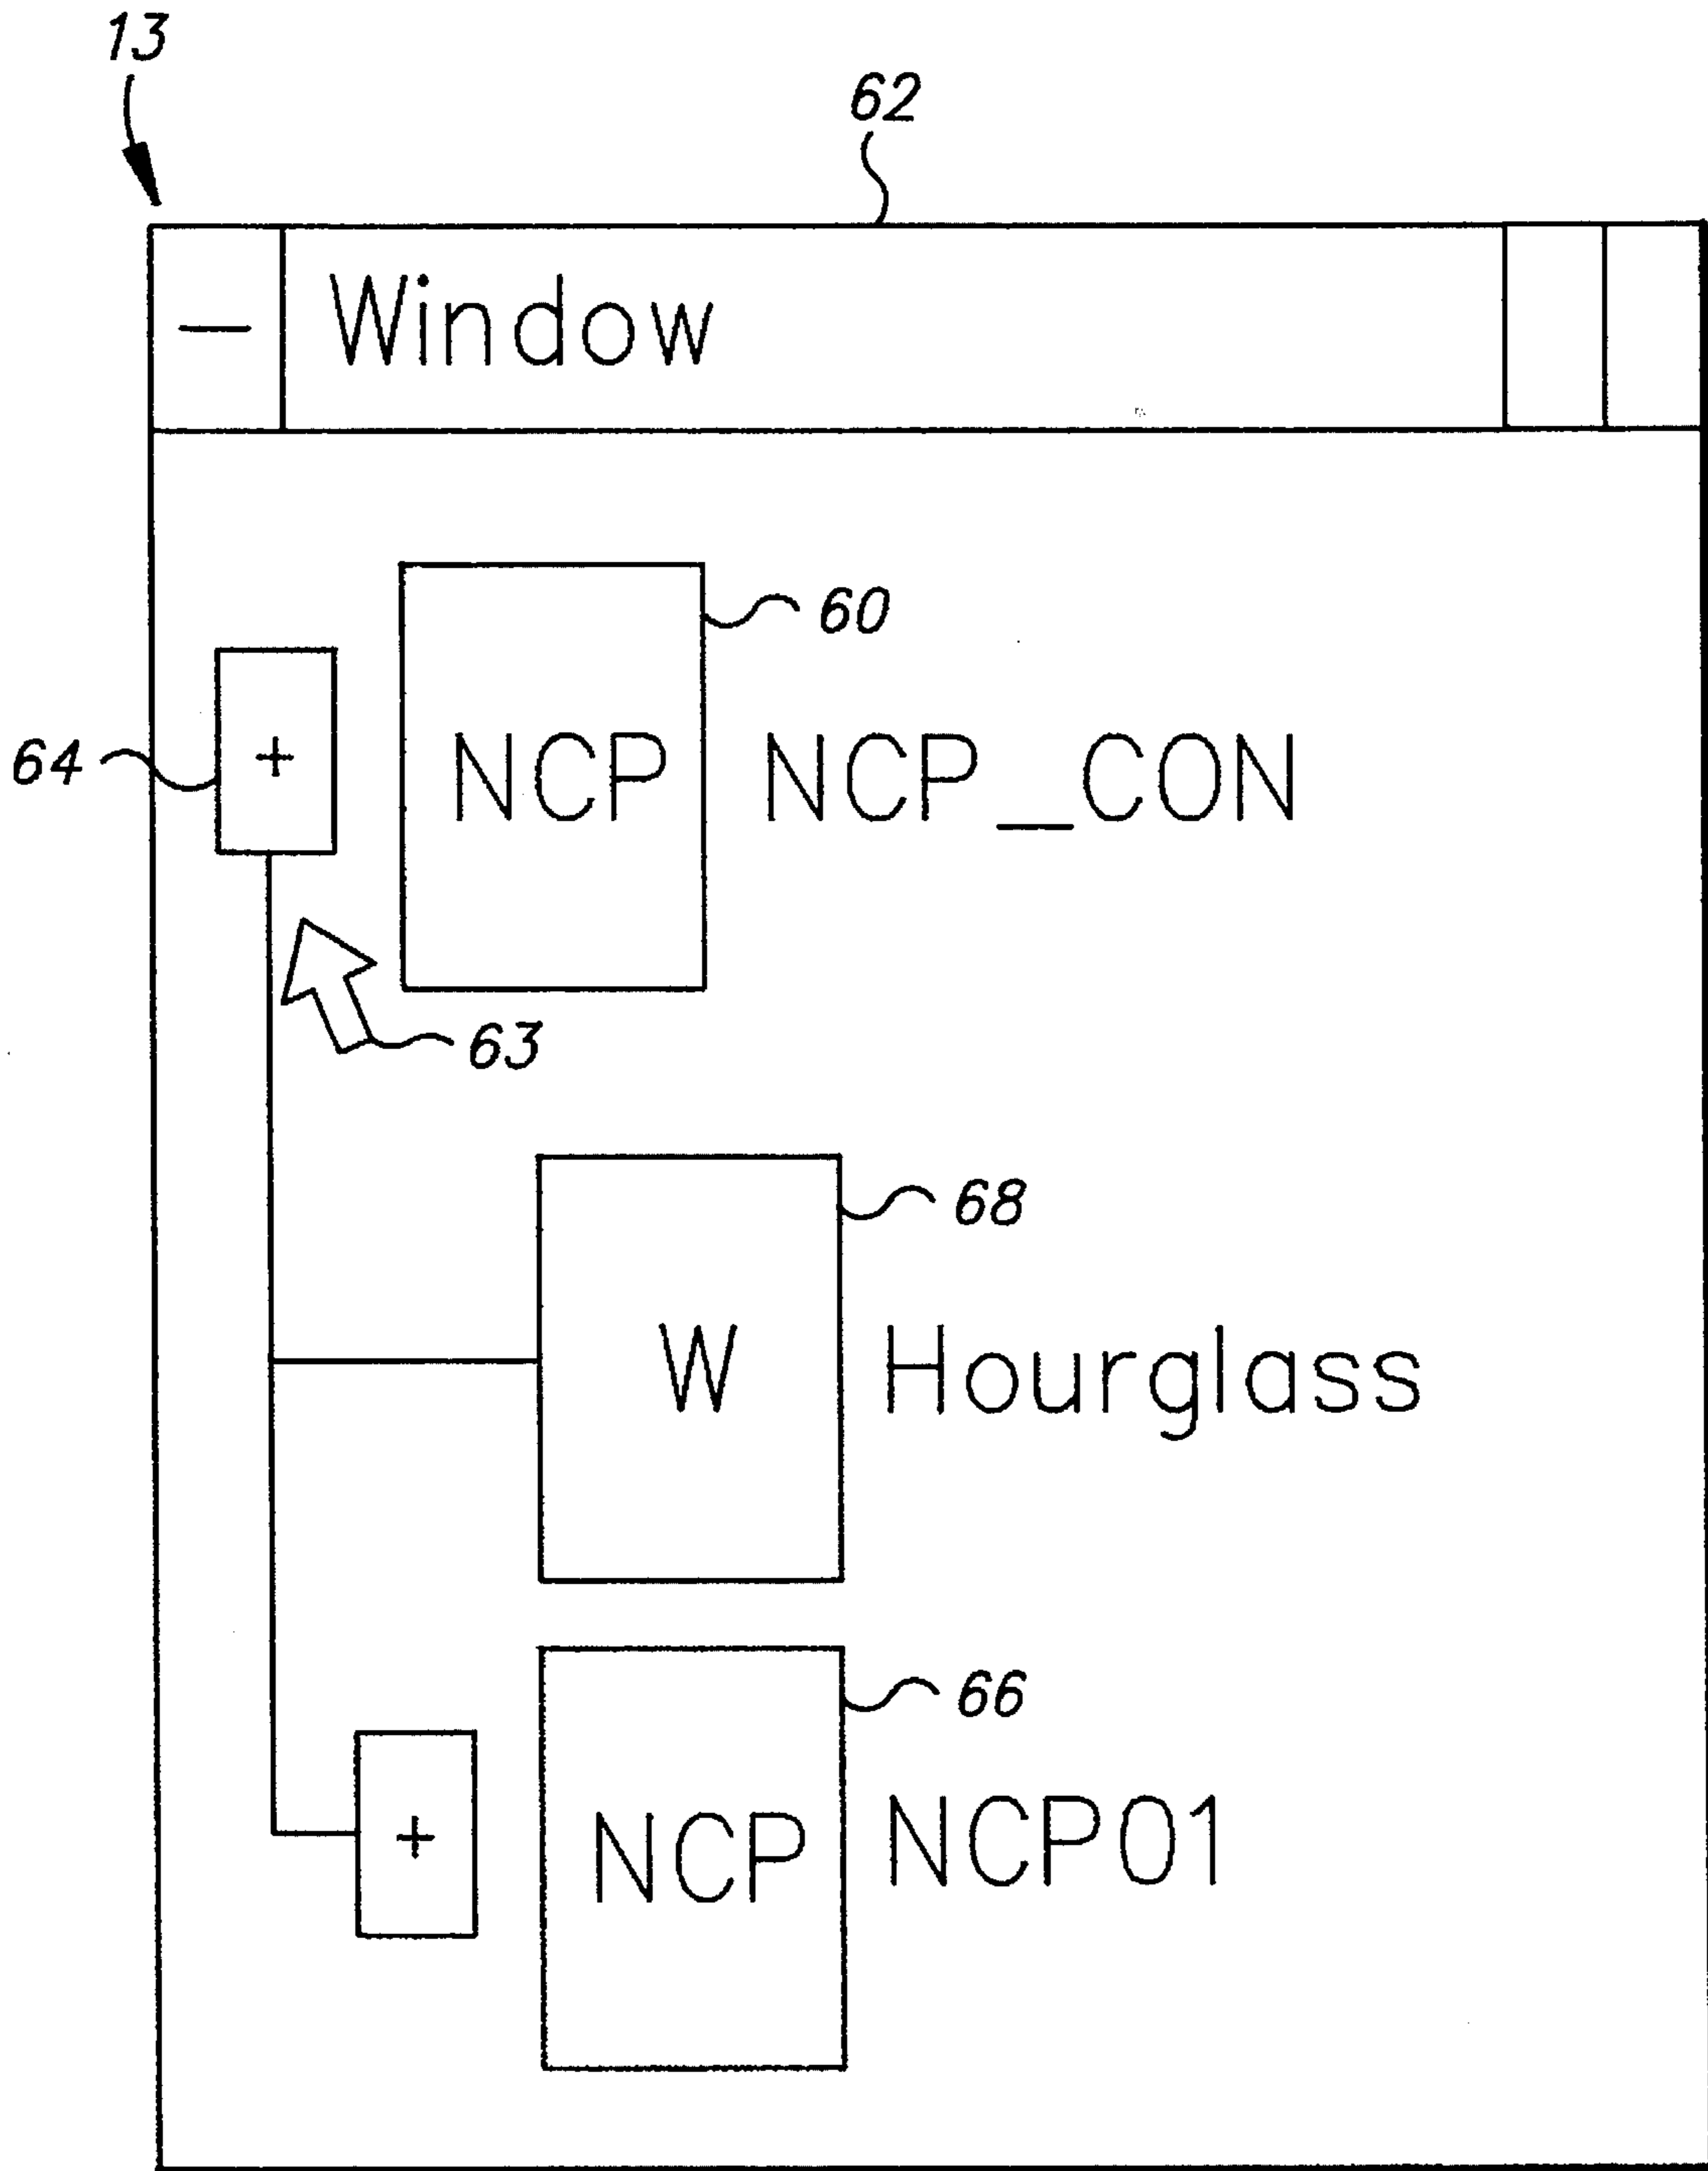 13
62
— Window
60
64 + NCP NCP_CON
63
68
W Hourglass
66
+ NCP NCP01